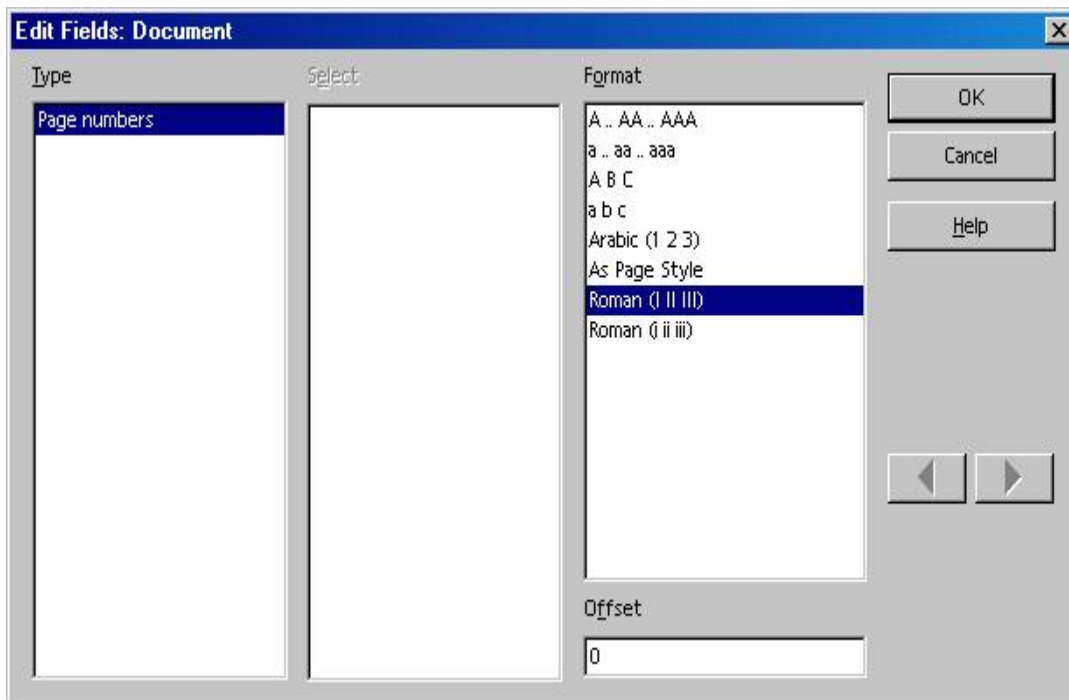 Edit Fields: Document
Type
Select
Format
Page numbers
A .. AA .. AAA
a .. aa .. aaa
A B C
a b c
Arabic (1 2 3)
As Page Style
Roman (I II III)
Roman (i ii iii)
Offset
0
OK
Cancel
Help